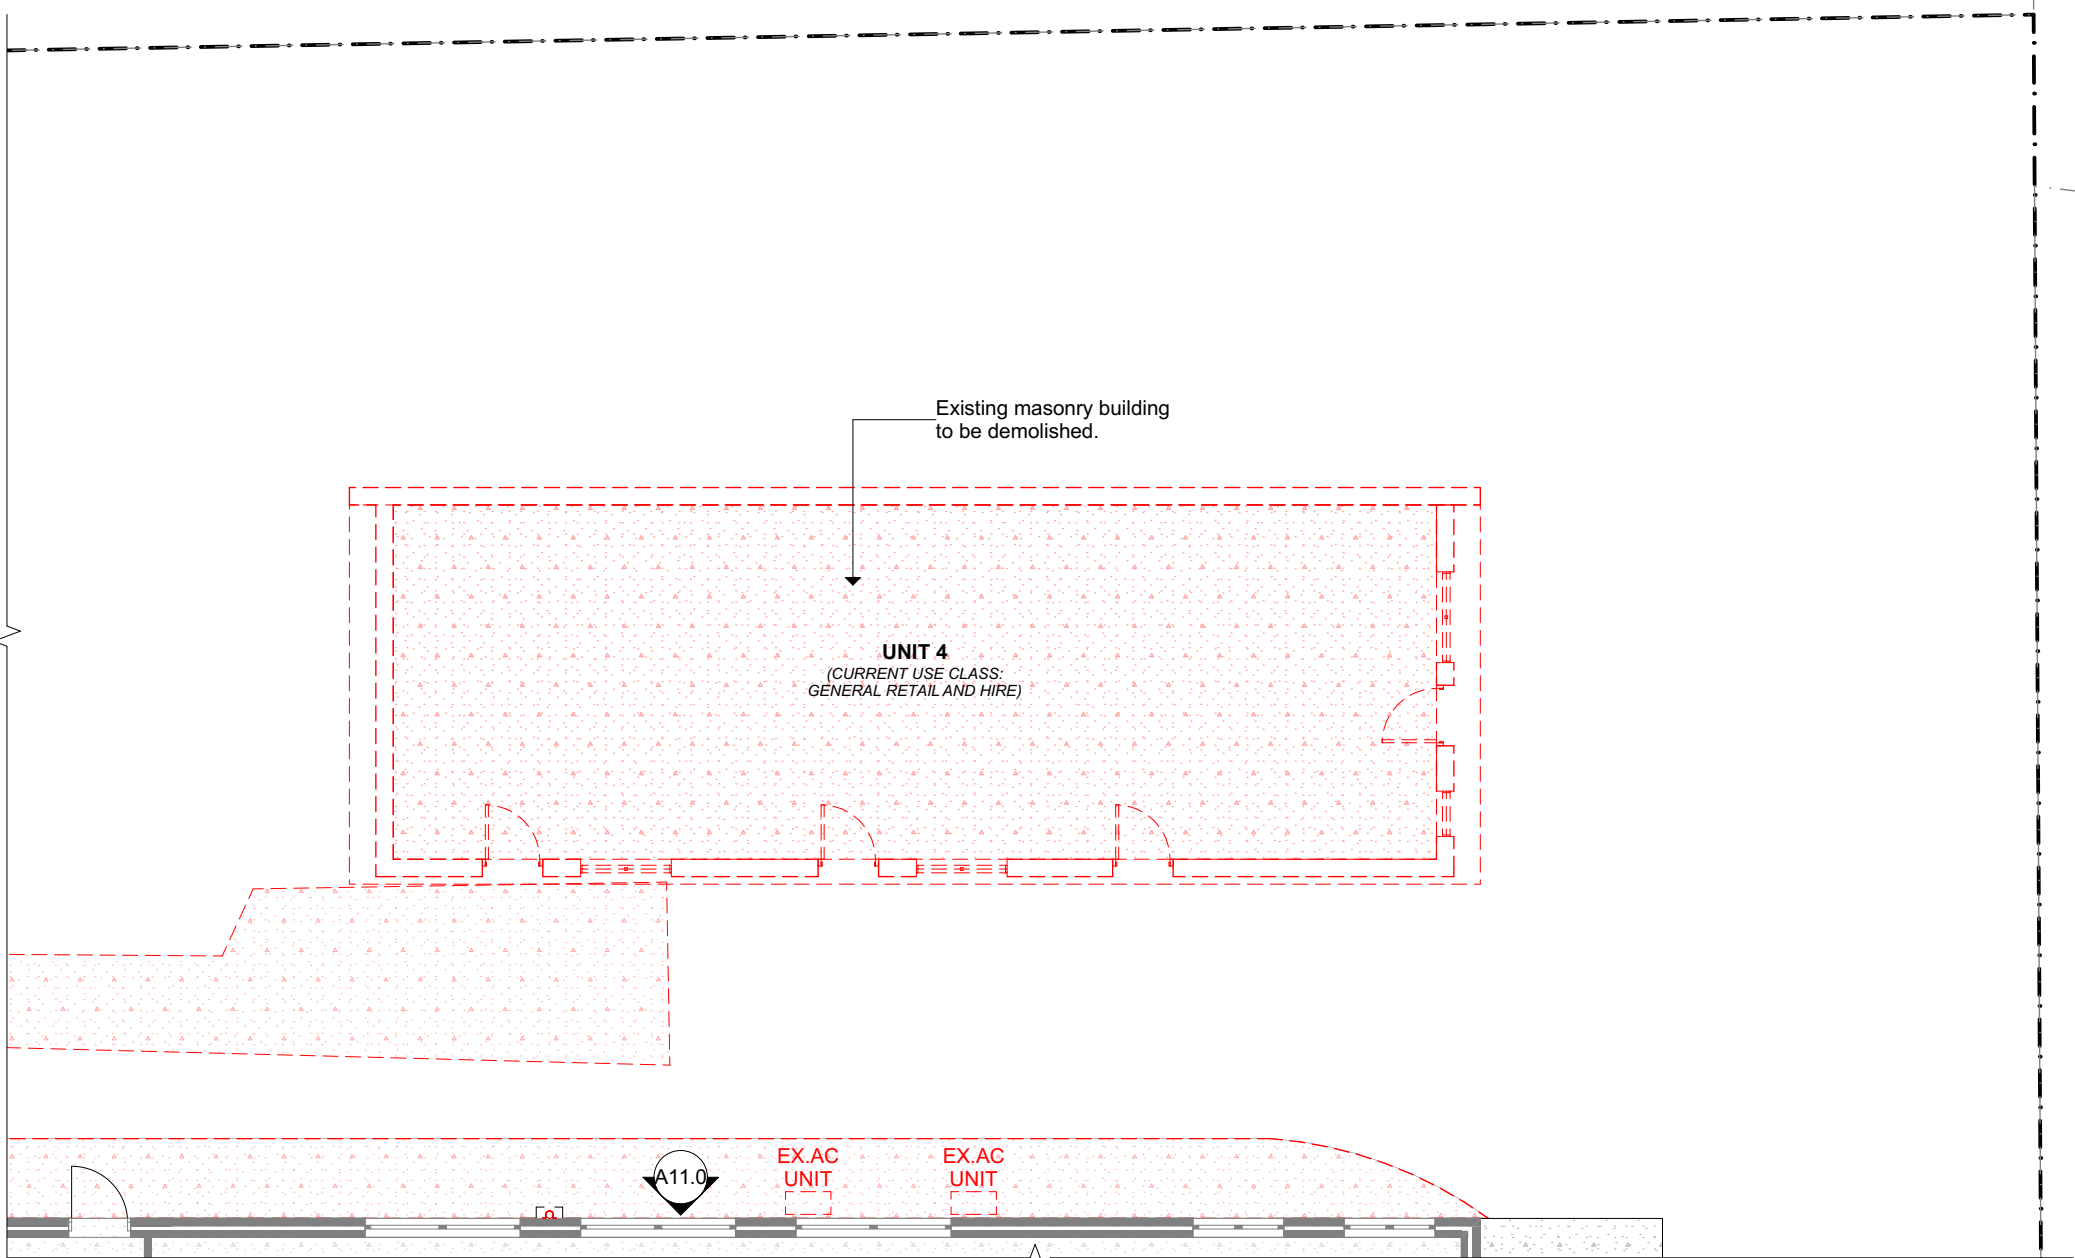 Existing masonry building
to be demolished.
UNIT 4
(CURRENT USE CLASS:
GENERAL RETAIL AND HIRE)
EX.AC
UNIT
EX.AC
UNIT
A11.0